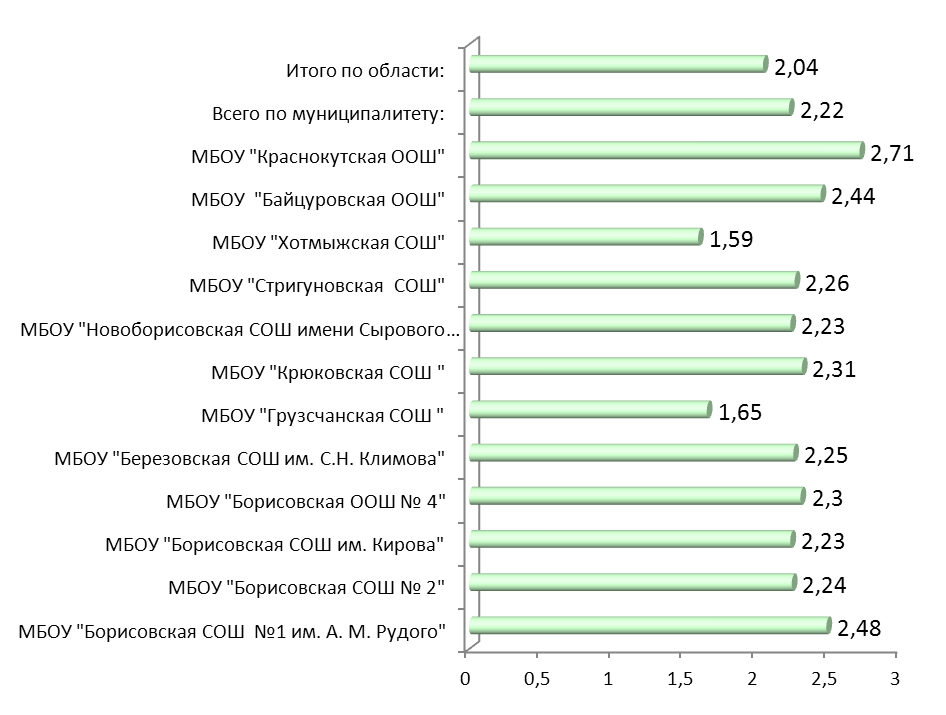 Итого по области: 2,04
Всего по муниципалитету: 2,22
МБОУ "Краснокутская ООШ" 2,71
МБОУ  "Байцуровская ООШ" 2,44
МБОУ "Хотмыжская СОШ" 1,59
МБОУ "Стригуновская  СОШ" 2,26
МБОУ "Новоборисовская СОШ имени Сырового... 2,23
МБОУ "Крюковская СОШ " 2,31
МБОУ "Грузсчанская СОШ " 1,65
МБОУ "Березовская СОШ им. С.Н. Климова" 2,25
МБОУ "Борисовская ООШ № 4" 2,3
МБОУ "Борисовская СОШ им. Кирова" 2,23
МБОУ "Борисовская СОШ № 2" 2,24
МБОУ "Борисовская СОШ  №1 им. А. М. Рудого" 2,48
0 0,5 1 1,5 2 2,5 3